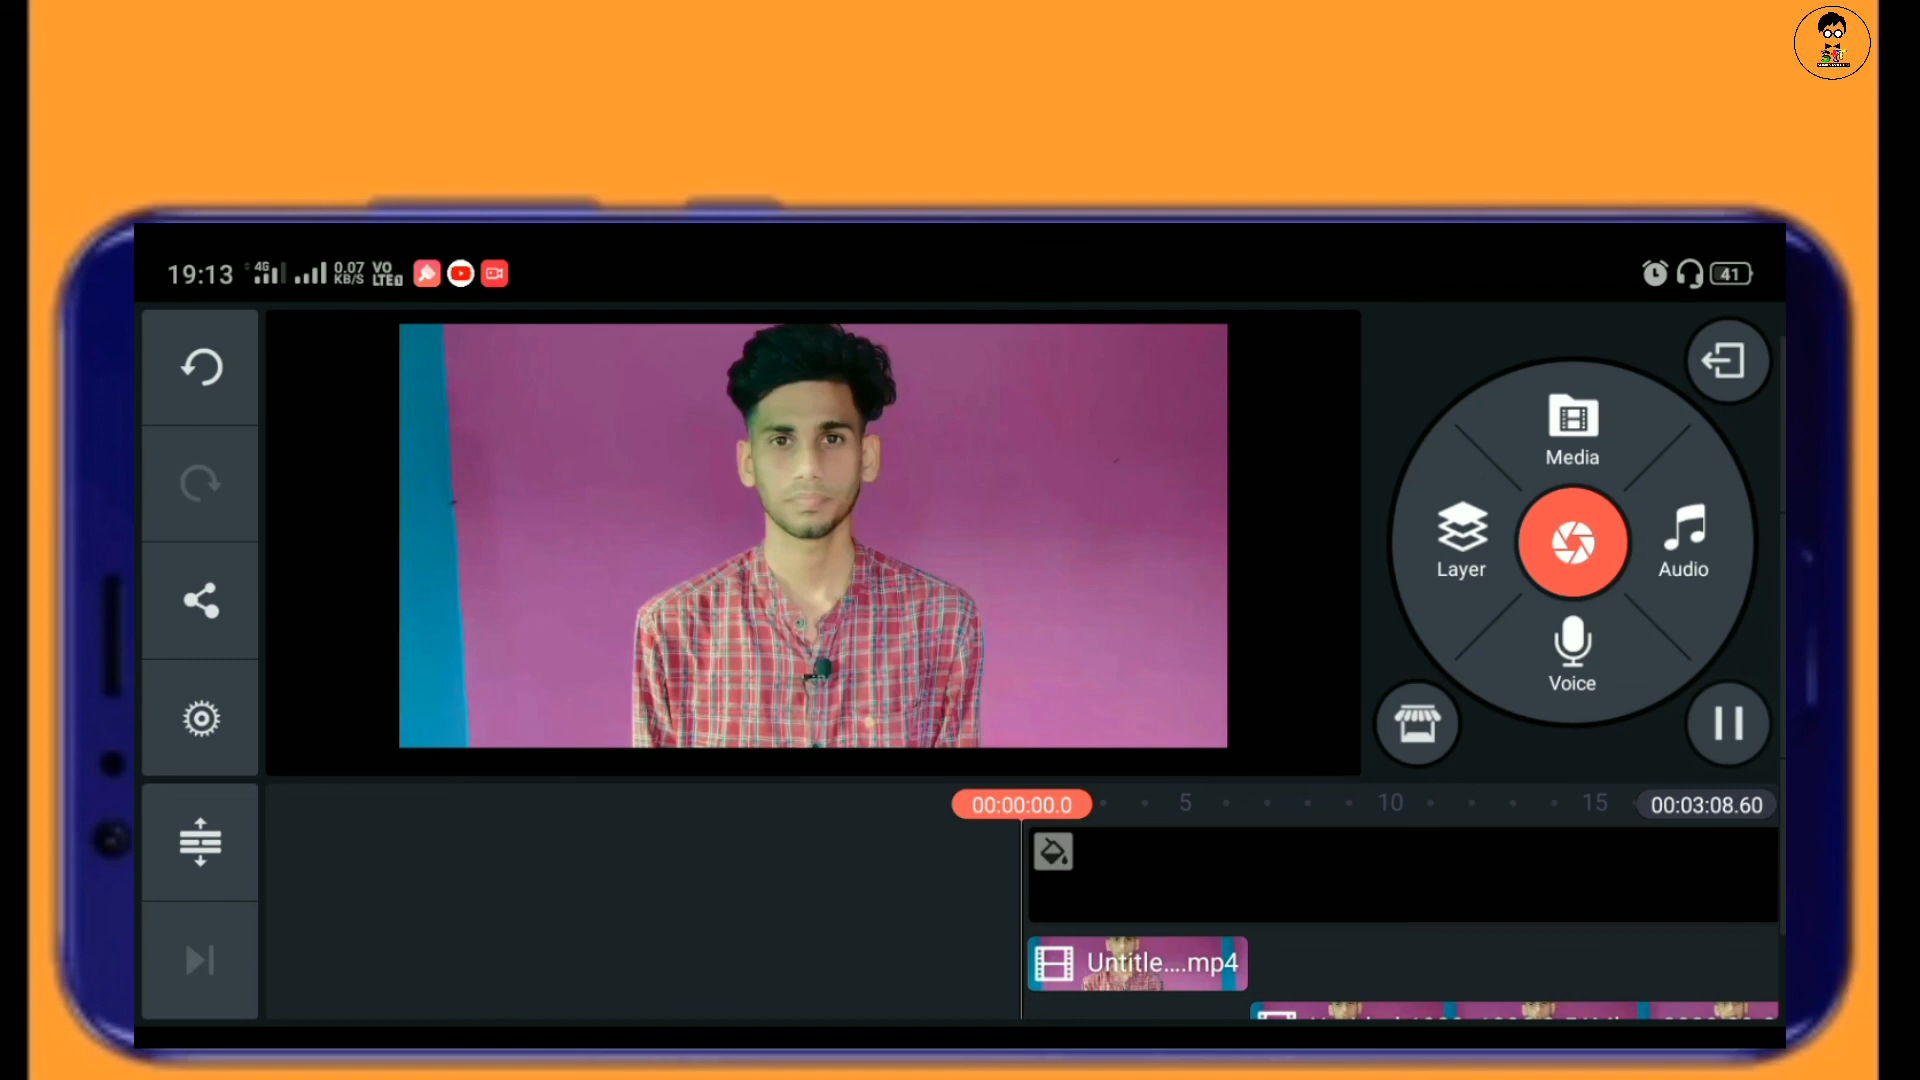 19:13 4G 0.07 KB/S VO LTE 41
Media
Layer
Audio
Voice
00:00:00.0 5 10 15 00:03:08.60
Untitle....mp4